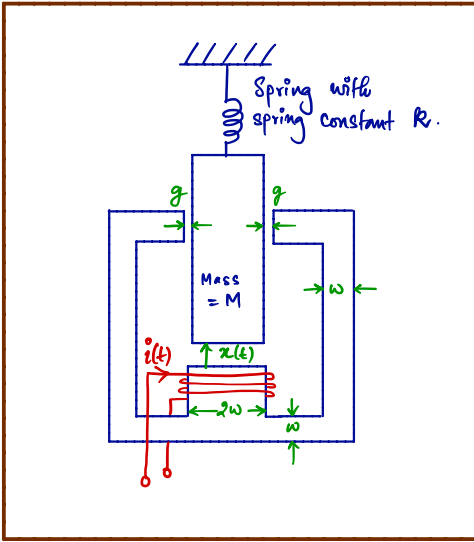 Spring with
spring constant k.
g
g
Mass
= M
w
i(t)
x(t)
2w
w